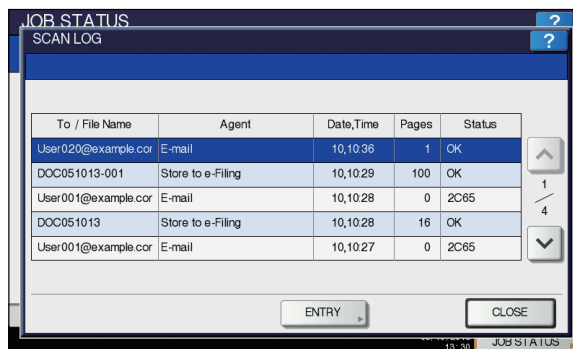 JOB STATUS ?
SCAN LOG ?
To / File Name Agent Date,Time Pages Status
User020@example.cor E-mail 10,10:36 1 OK
DOC051013-001 Store to e-Filing 10,10:29 100 OK
User001@example.cor E-mail 10,10:28 0 2C65
DOC051013 Store to e-Filing 10,10:28 16 OK
User001@example.cor E-mail 10,10:27 0 2C65
1
4
ENTRY
CLOSE
13:30 JOB STATUS